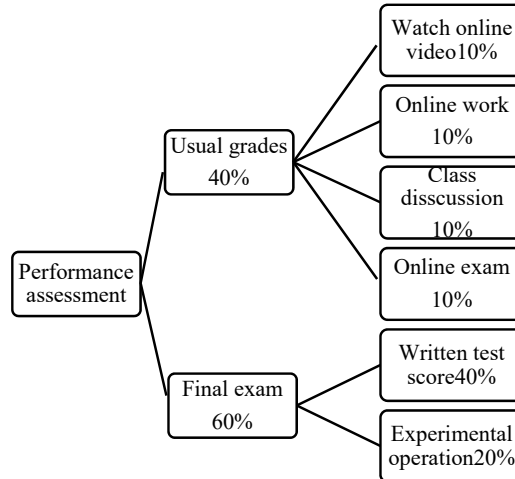 Watch online
video10%
Online work
10%
Usual grades
40%
Class
disscussion
10%
Online exam
10%
Performance
assessment
Final exam
60%
Written test
score40%
Experimental
operation20%